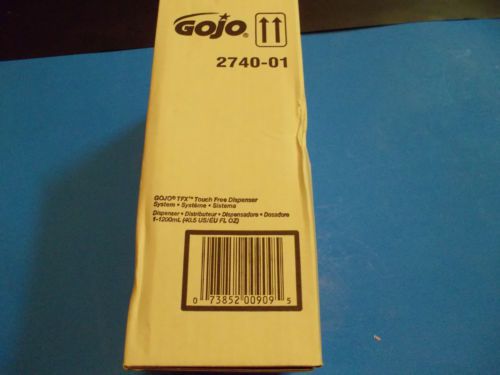 GOJO®
2740-01
GOJO® TFX™ Touch Free Dispenser
System • Système • Sistema
Dispenser • Distributeur • Dispensadora • Dosadore
1-1200mL (40.5 US/EU FL OZ)
0 73852 00909 5